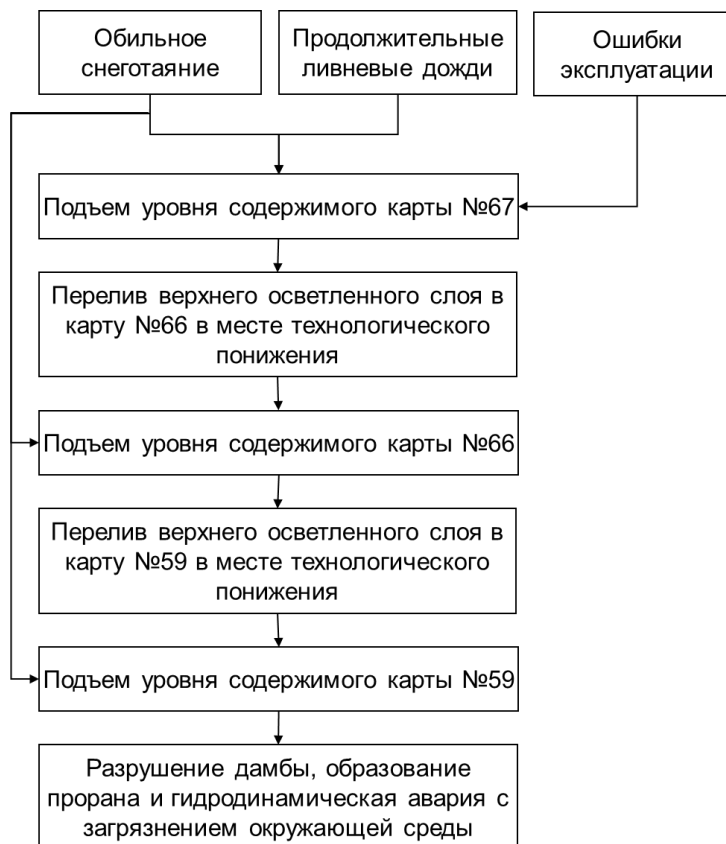 Обильное
снеготаяние
Продолжительные
ливневые дожди
Ошибки
эксплуатации
Подъем уровня содержимого карты №67
Перелив верхнего осветленного слоя в
карту №66 в месте технологического
понижения
Подъем уровня содержимого карты №66
Перелив верхнего осветленного слоя в
карту №59 в месте технологического
понижения
Подъем уровня содержимого карты №59
Разрушение дамбы, образование
прорана и гидродинамическая авария с
загрязнением окружающей среды